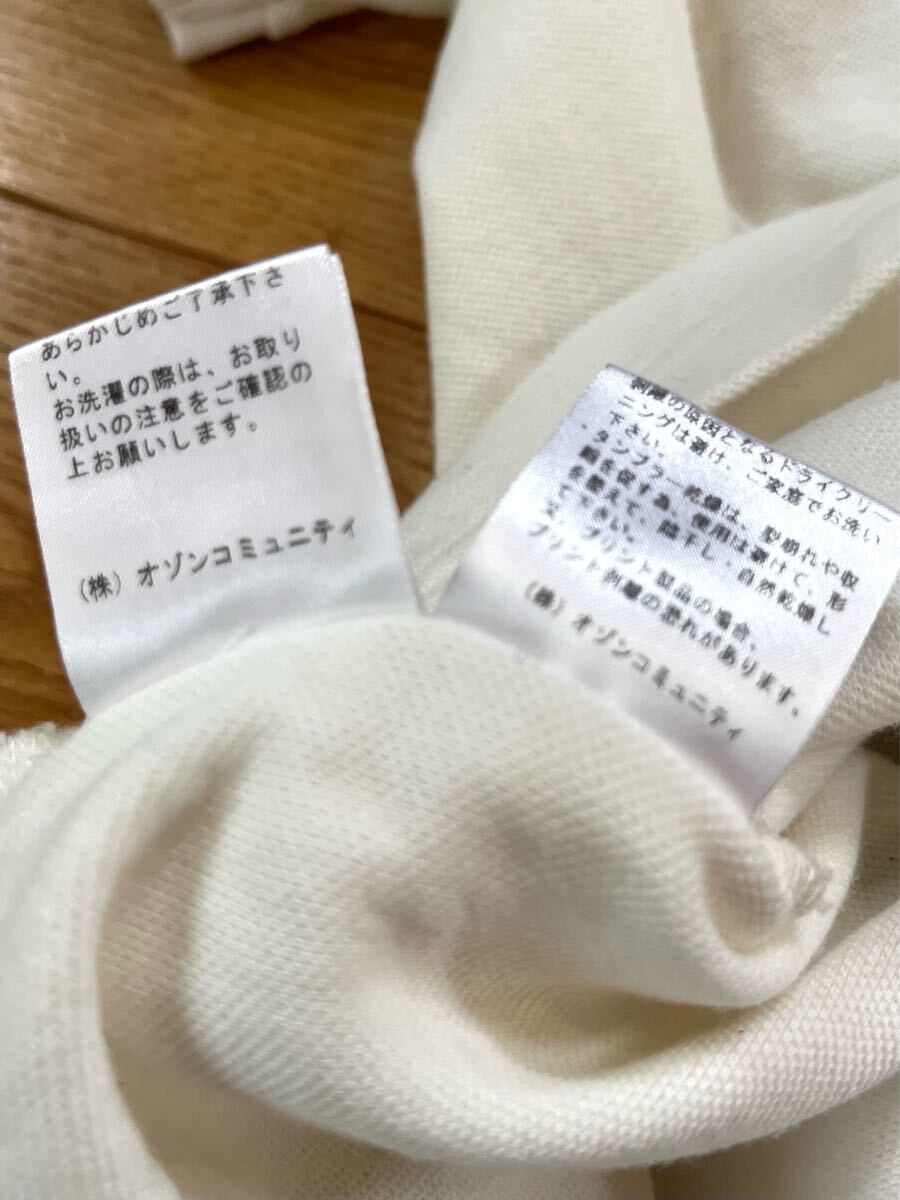 あらかじめご了承下さ
い。
お洗濯の際は、お取り
扱いの注意をご確認の
上お願いします。
(株)オゾンコミュニティ
剥離の原因となるドライクリー
ニングは避け、ご家庭でお洗い
下さい。
・タンブラー乾燥は、型崩れや収
縮を促す為、使用は避けて、形
を整えて、陰干し・自然乾燥し
て下さい。
又、プリント製品の場合、
プリント剥離の恐れがあります。
(株)オゾンコミュニティ